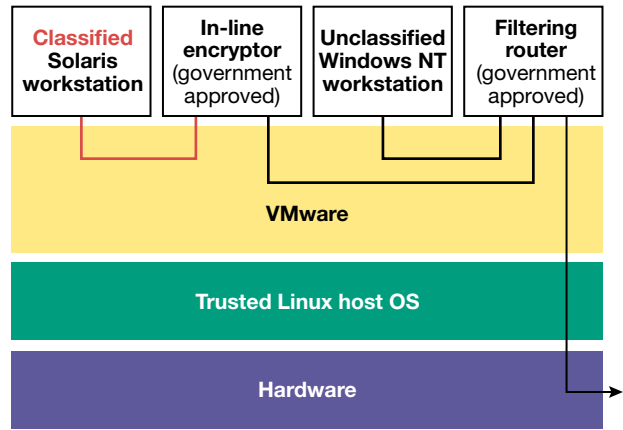 Classified
Solaris
workstation
In-line
encryptor
(government
approved)
Unclassified
Windows NT
workstation
Filtering
router
(government
approved)
VMware
Trusted Linux host OS
Hardware